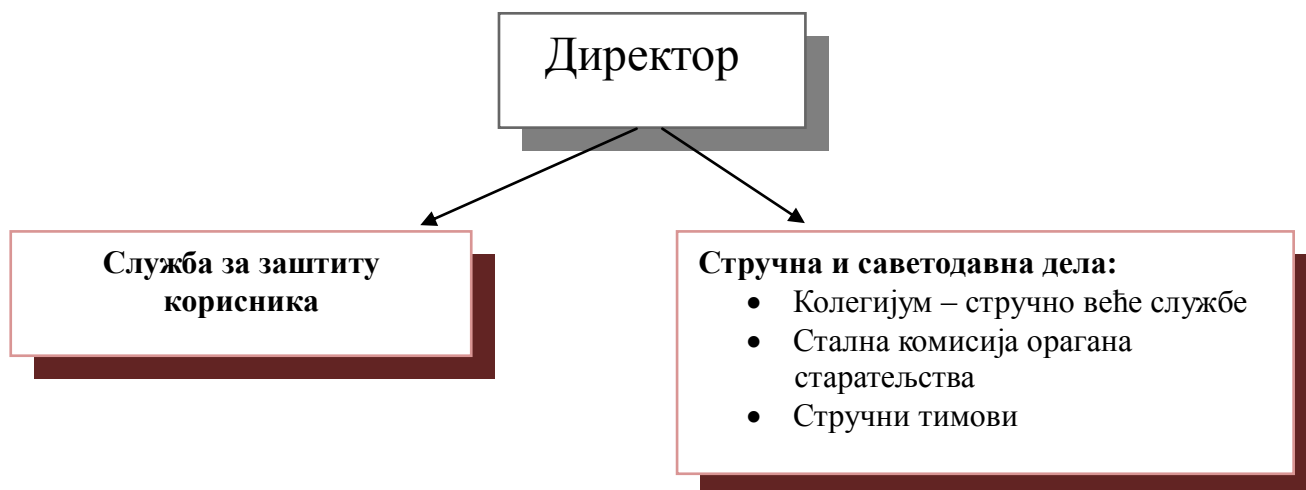 Директор
Служба за заштиту
корисника
Стручна и саветодавна дела:
• Колегијум – стручно веће службе
• Стална комисија орагана
старатељства
• Стручни тимови